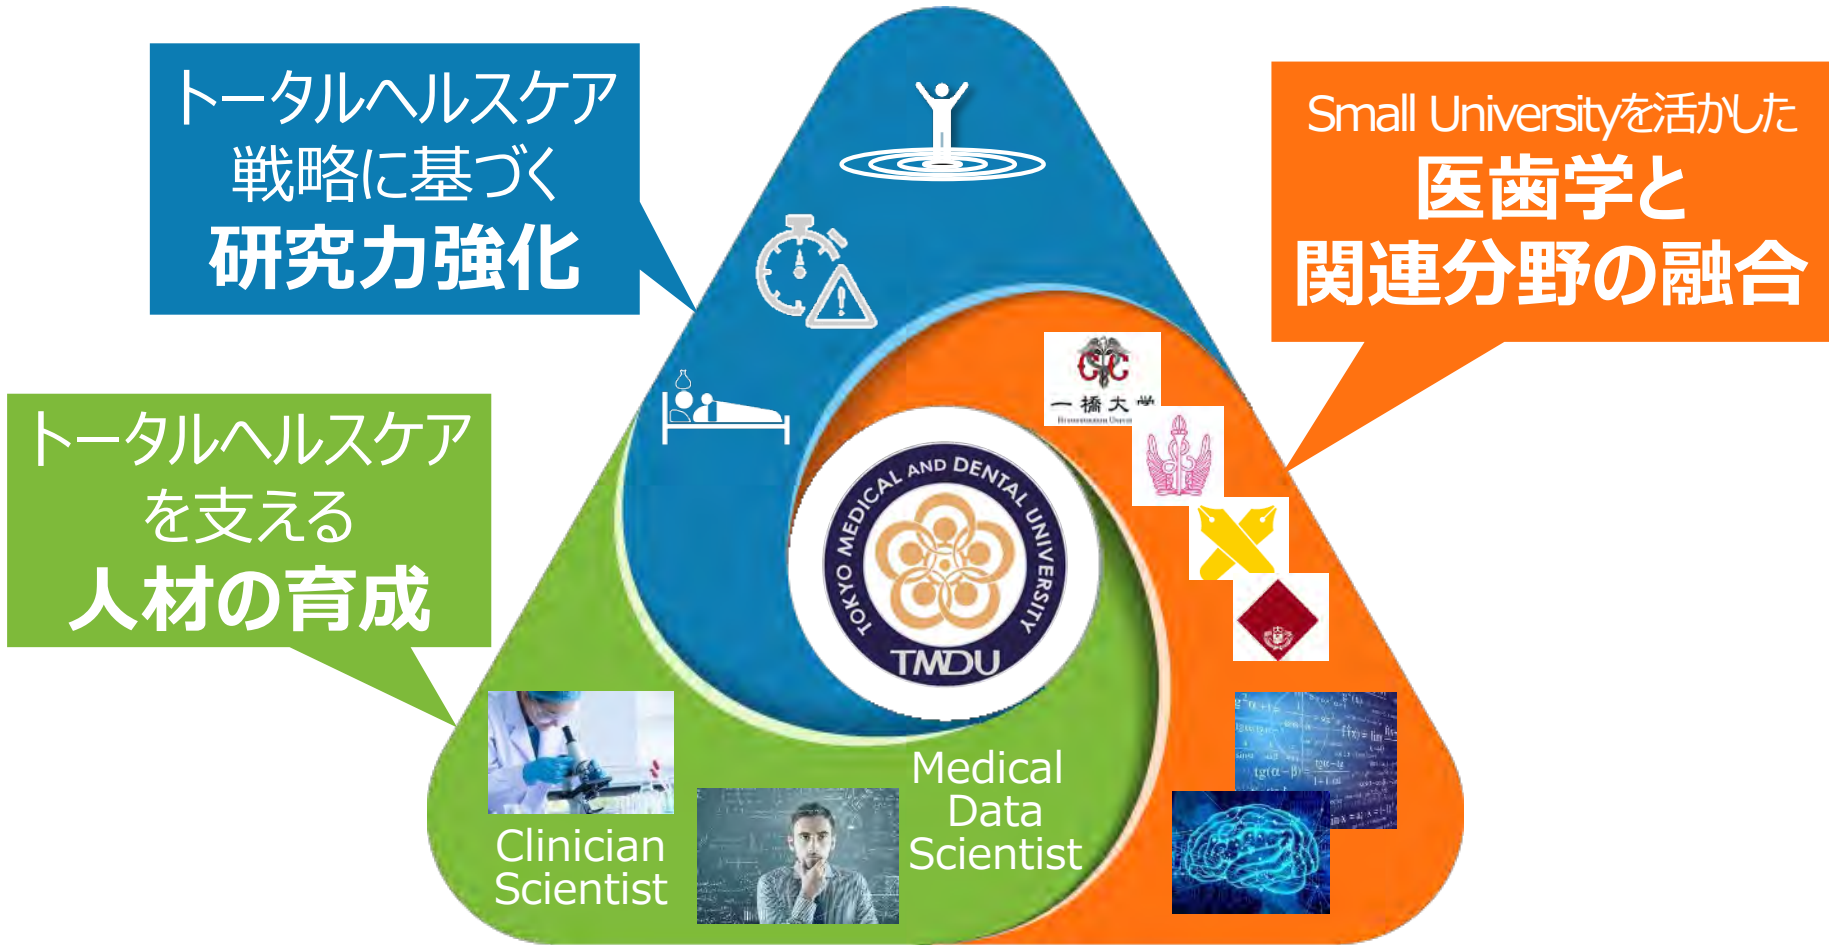 トータルヘルスケア
戦略に基づく
研究力強化
Small Universityを活かした
医歯学と
関連分野の融合
トータルヘルスケア
を支える
人材の育成
一橋大学
TOKYO MEDICAL AND DENTAL UNIVERSITY
TMDU
Clinician
Scientist
Medical
Data
Scientist
tg(α−β)